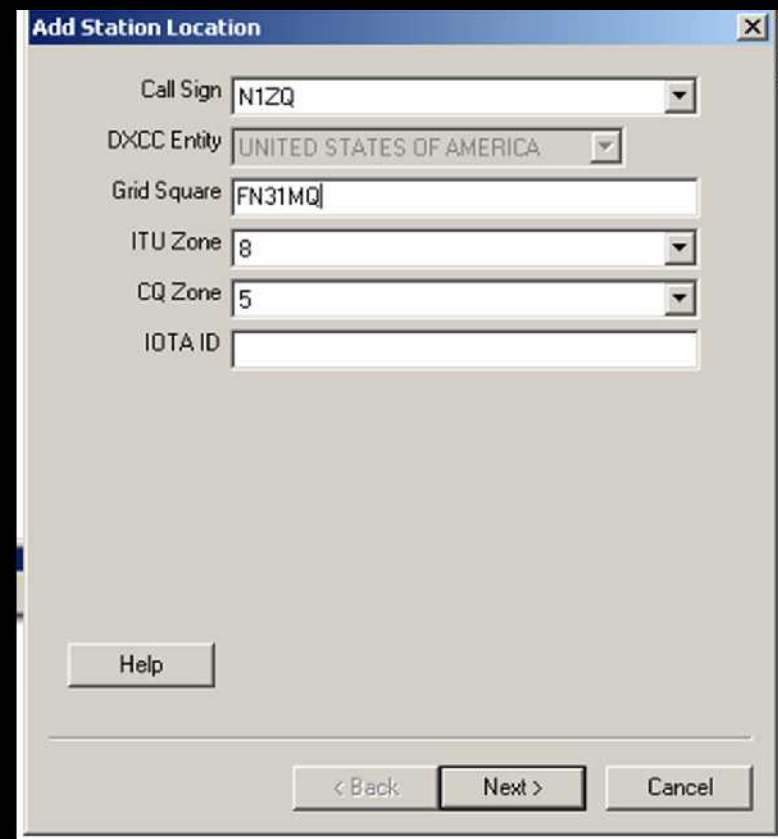 Add Station Location
Call Sign N1ZQ
DXCC Entity UNITED STATES OF AMERICA
Grid Square FN31MQ
ITU Zone 8
CQ Zone 5
IOTA ID
Help
< Back Next > Cancel